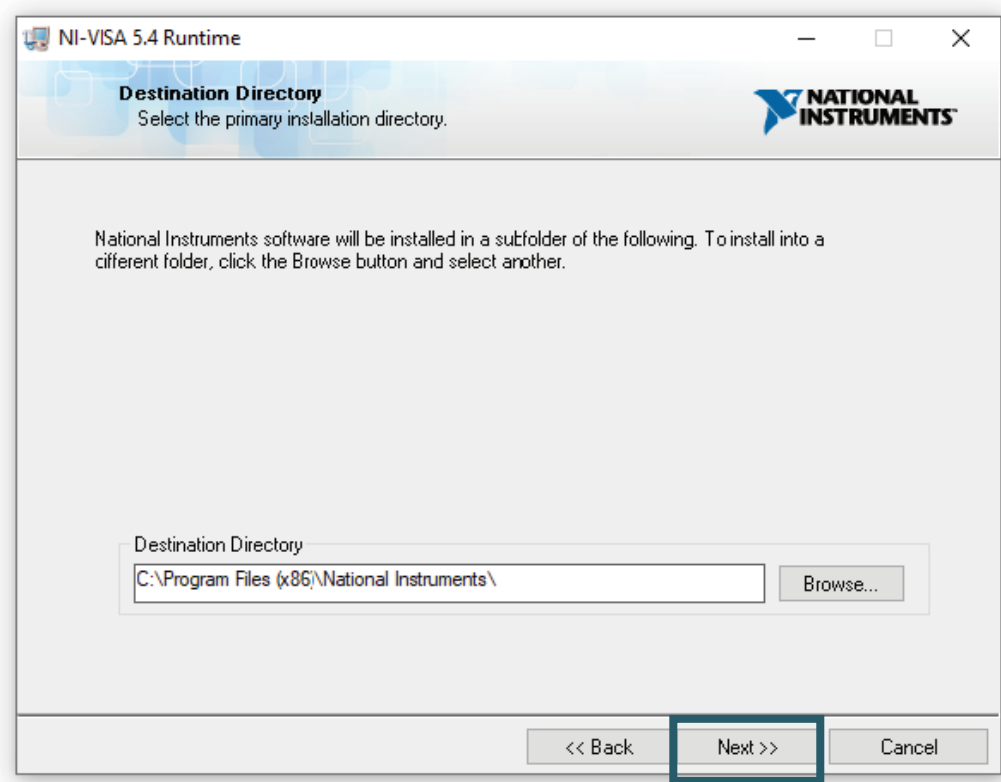 NI-VISA 5.4 Runtime
Destination Directory
Select the primary inslallation directory.
NATIONAL
INSTRUMENTS™
National Instruments software will be installed in a subfolder of the following. To install into a
cifferent folder, click the Browse button and select another.
Destination Directory
C:\Program Files (x86)\National Instruments\
Browse...
<< Back
Next >>
Cancel